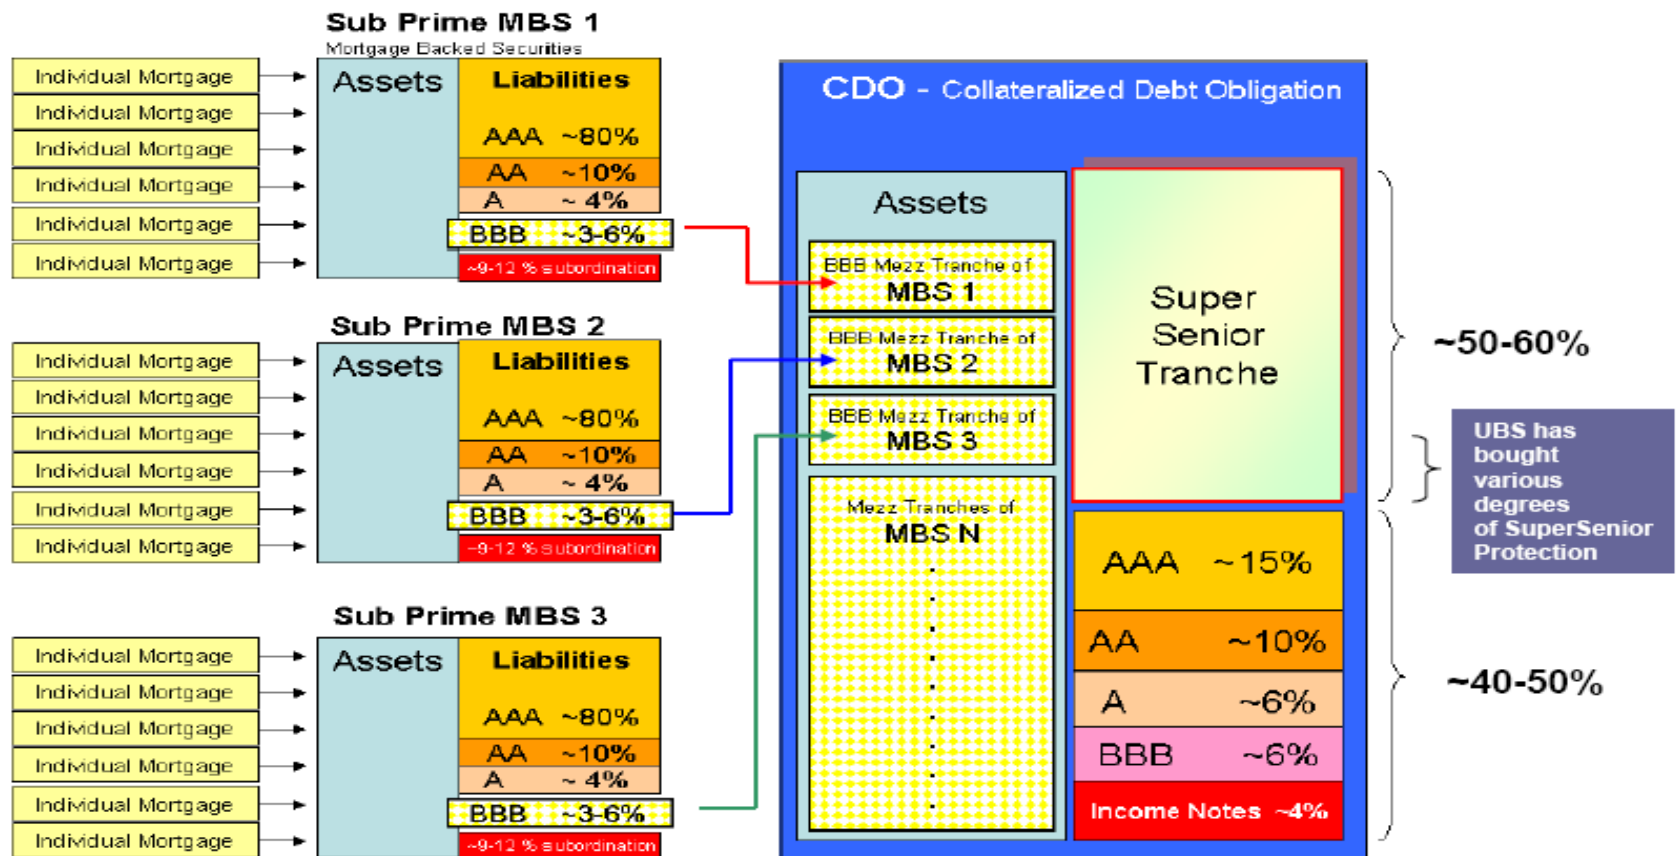 Sub Prime MBS 1
Mortgage Backed Securities
Individual Mortgage
Individual Mortgage
Individual Mortgage
Individual Mortgage
Individual Mortgage
Individual Mortgage
Assets
Liabilities
AAA ~80%
AA ~10%
A ~ 4%
BBB ~3-6%
~9-12 % subordination
Sub Prime MBS 2
Individual Mortgage
Individual Mortgage
Individual Mortgage
Individual Mortgage
Individual Mortgage
Individual Mortgage
Assets
Liabilities
AAA ~80%
AA ~10%
A ~ 4%
BBB ~3-6%
~9-12 % subordination
Sub Prime MBS 3
Individual Mortgage
Individual Mortgage
Individual Mortgage
Individual Mortgage
Individual Mortgage
Individual Mortgage
Assets
Liabilities
AAA ~80%
AA ~10%
A ~ 4%
BBB ~3-6%
~9-12 % subordination
CDO - Collateralized Debt Obligation
Assets
BBB Mezz Tranche of
MBS 1
BBB Mezz Tranche of
MBS 2
BBB Mezz Tranche of
MBS 3
Mezz Tranches of
MBS N
.
.
.
.
.
.
.
.
.
Super
Senior
Tranche
AAA ~15%
AA ~10%
A ~6%
BBB ~6%
Income Notes ~4%
~50-60%
UBS has
bought
various
degrees
of SuperSenior
Protection
~40-50%